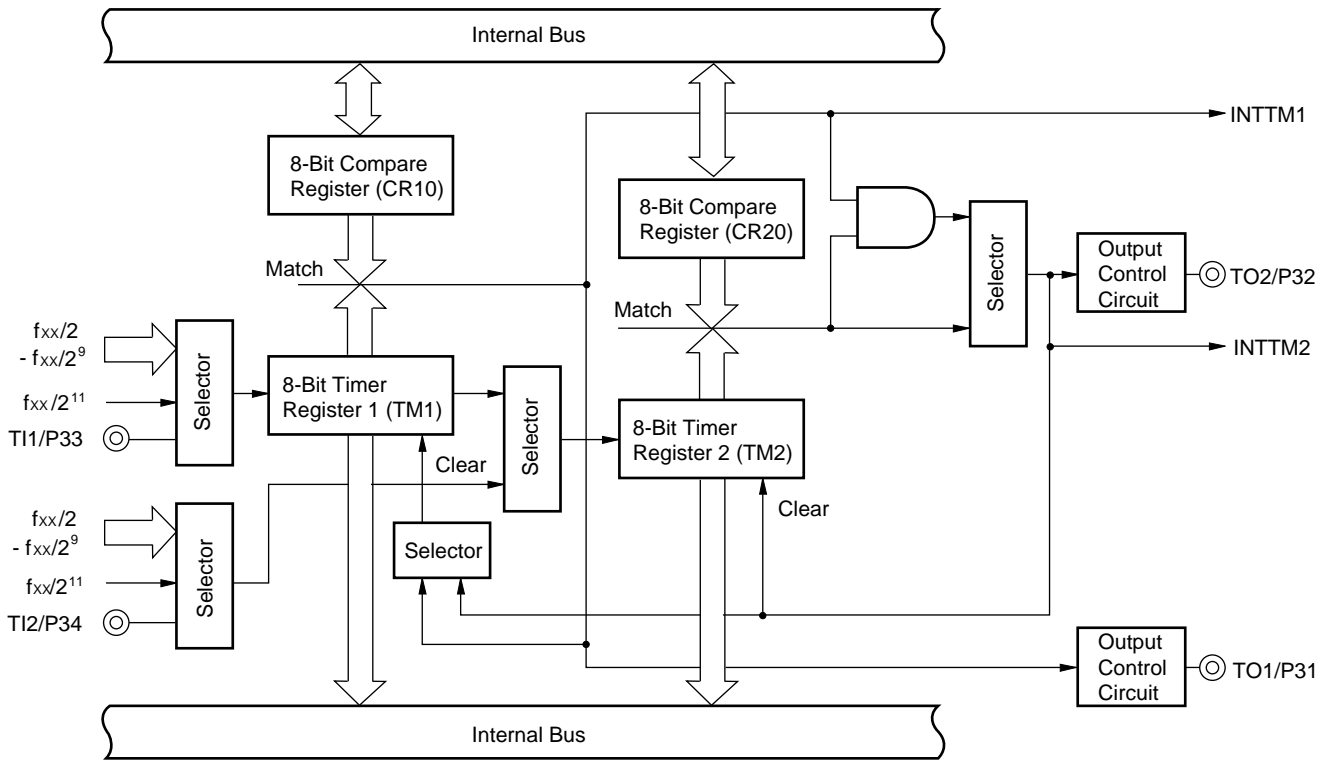 Internal Bus
INTTM1
8-Bit Compare
Register (CR10)
8-Bit Compare
Register (CR20)
Match
Match
Selector
Output
Control
Circuit
TO2/P32
INTTM2
fxx/2
- fxx/2⁹
fxx/2¹¹
TI1/P33
Selector
8-Bit Timer
Register 1 (TM1)
Selector
8-Bit Timer
Register 2 (TM2)
Clear
Clear
fxx/2
- fxx/2⁹
fxx/2¹¹
TI2/P34
Selector
Selector
Output
Control
Circuit
TO1/P31
Internal Bus